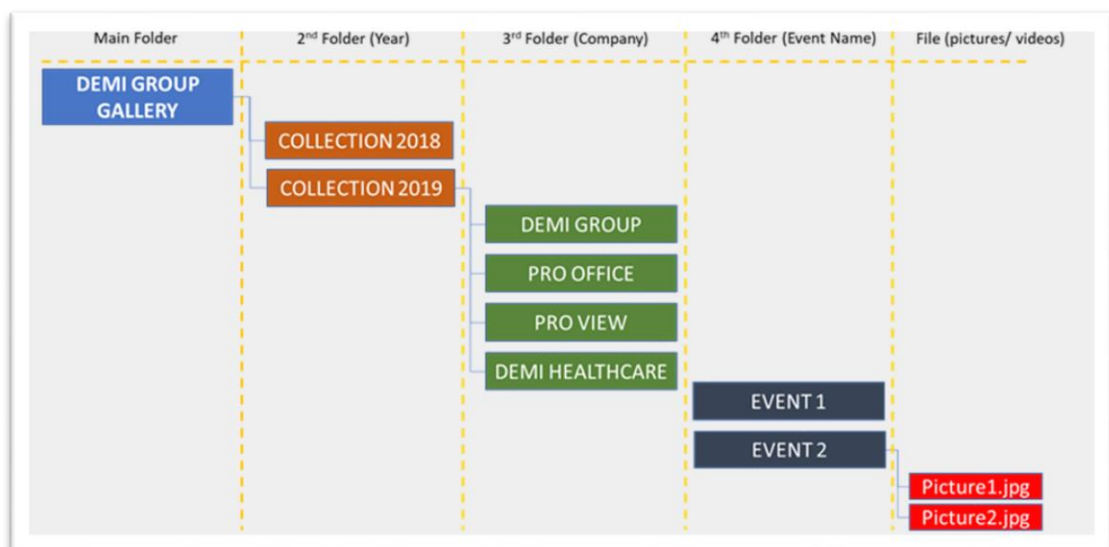 Main Folder
2nd Folder (Year)
3rd Folder (Company)
4th Folder (Event Name)
File (pictures/ videos)
DEMI GROUP
GALLERY
COLLECTION 2018
COLLECTION 2019
DEMI GROUP
PRO OFFICE
PRO VIEW
DEMI HEALTHCARE
EVENT 1
EVENT 2
Picture1.jpg
Picture2.jpg